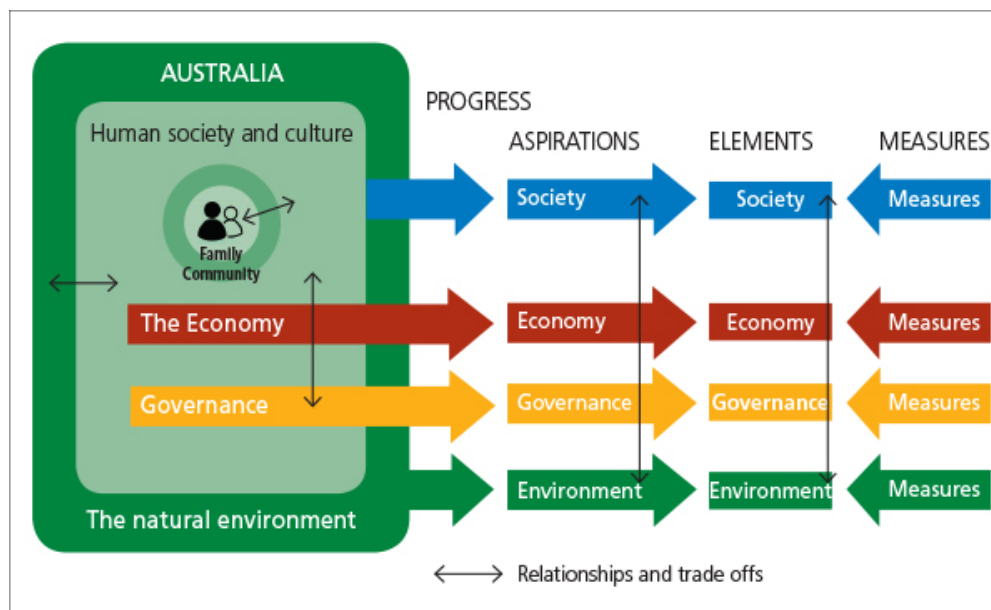 AUSTRALIA
Human society and culture
Family
Community
The Economy
Governance
The natural environment
PROGRESS
ASPIRATIONS ELEMENTS MEASURES
Society Society Measures
Economy Economy Measures
Governance Governance Measures
Environment Environment Measures
Relationships and trade offs